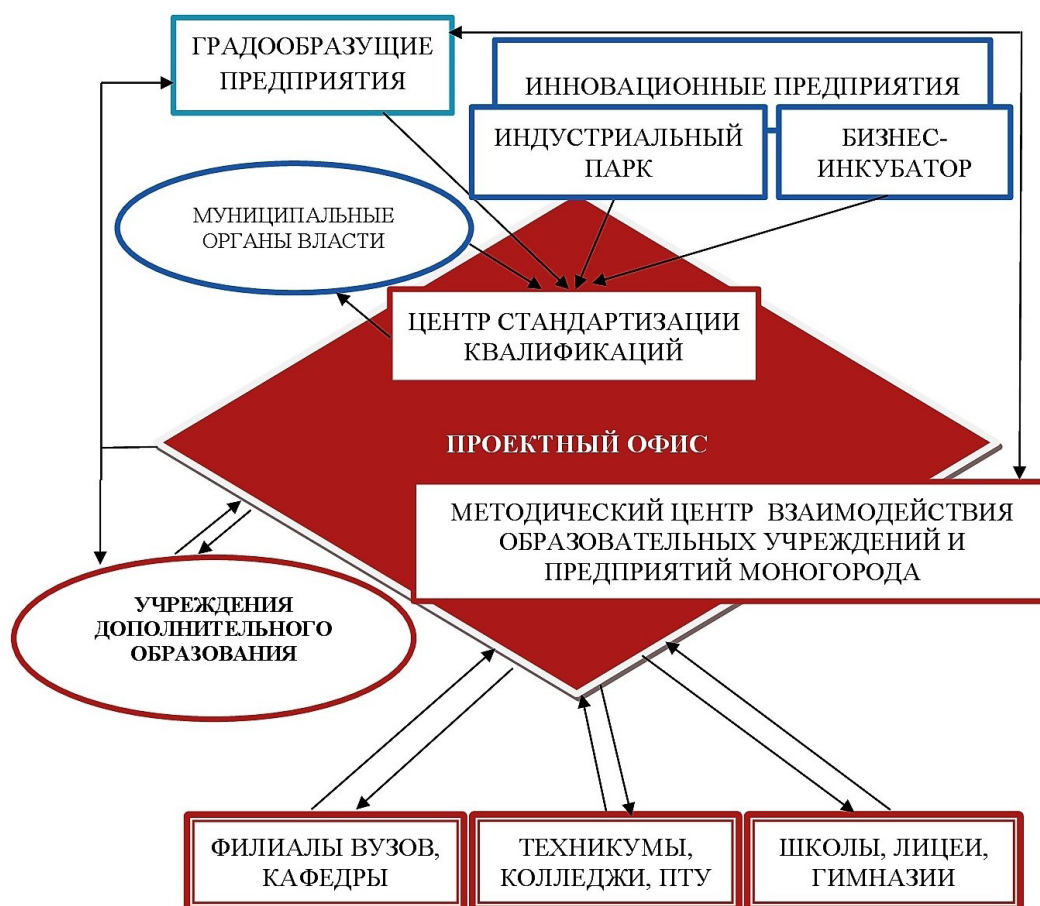 ГРАДООБРАЗУЩИЕ
ПРЕДПРИЯТИЯ
ИННОВАЦИОННЫЕ ПРЕДПРИЯТИЯ
ИНДУСТРИАЛЬНЫЙ
ПАРК
БИЗНЕС-
ИНКУБАТОР
МУНИЦИПАЛЬНЫЕ
ОРГАНЫ ВЛАСТИ
ЦЕНТР СТАНДАРТИЗАЦИИ
КВАЛИФИКАЦИЙ
ПРОЕКТНЫЙ ОФИС
МЕТОДИЧЕСКИЙ ЦЕНТР ВЗАИМОДЕЙСТВИЯ
ОБРАЗОВАТЕЛЬНЫХ УЧРЕЖДЕНИЙ И
ПРЕДПРИЯТИЙ МОНОГОРОДА
УЧРЕЖДЕНИЯ
ДОПОЛНИТЕЛЬНОГО
ОБРАЗОВАНИЯ
ФИЛИАЛЫ ВУЗОВ,
КАФЕДРЫ
ТЕХНИКУМЫ,
КОЛЛЕДЖИ, ПТУ
ШКОЛЫ, ЛИЦЕИ,
ГИМНАЗИИ